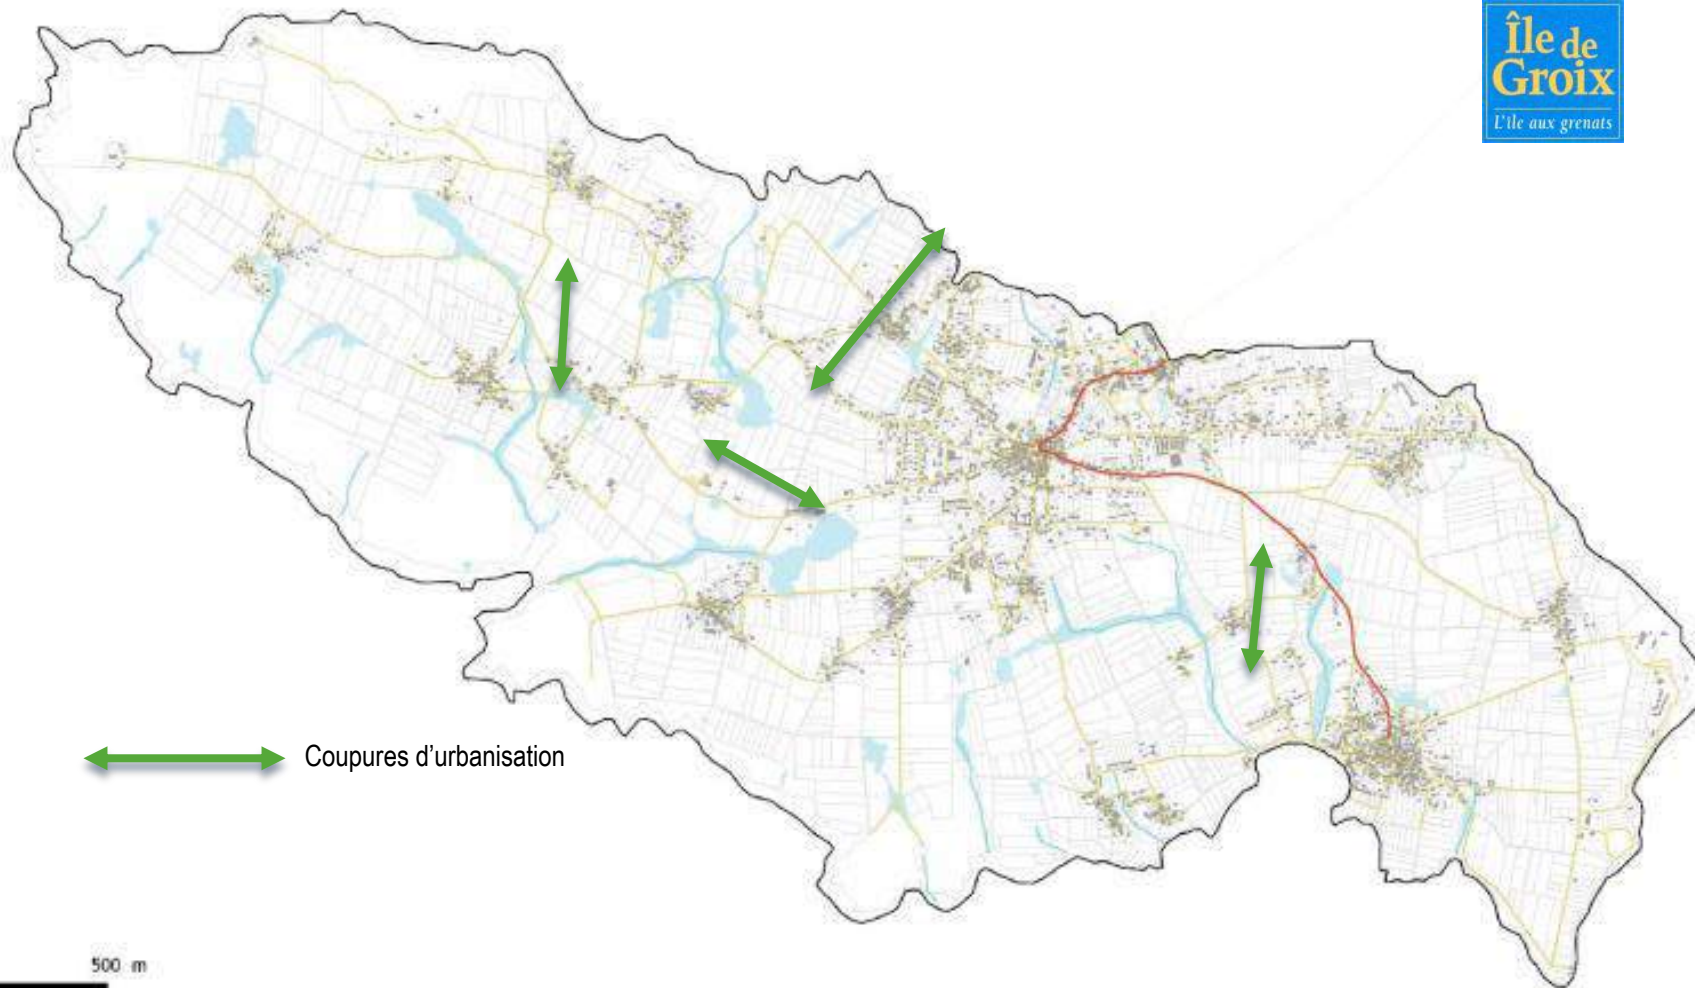 Île de
Groix
L'île aux grenats
Coupures d'urbanisation
500 m